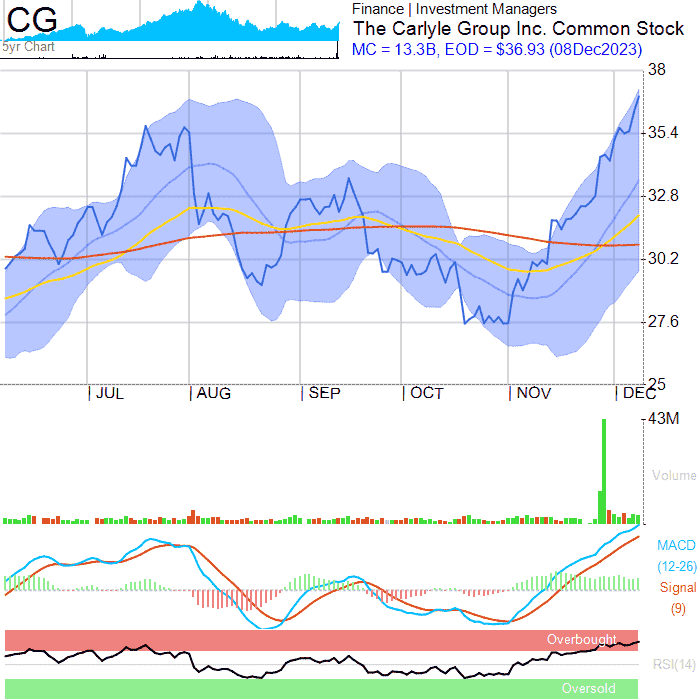 CG
5yr Chart
Finance | Investment Managers
The Carlyle Group Inc. Common Stock
MC = 13.3B, EOD = $36.93 (08Dec2023)
38
35.4
32.8
30.2
27.6
25
JUL AUG SEP OCT NOV DEC
43M
Volume
MACD
(12-26)
Signal
(9)
Overbought
RSI(14)
Oversold